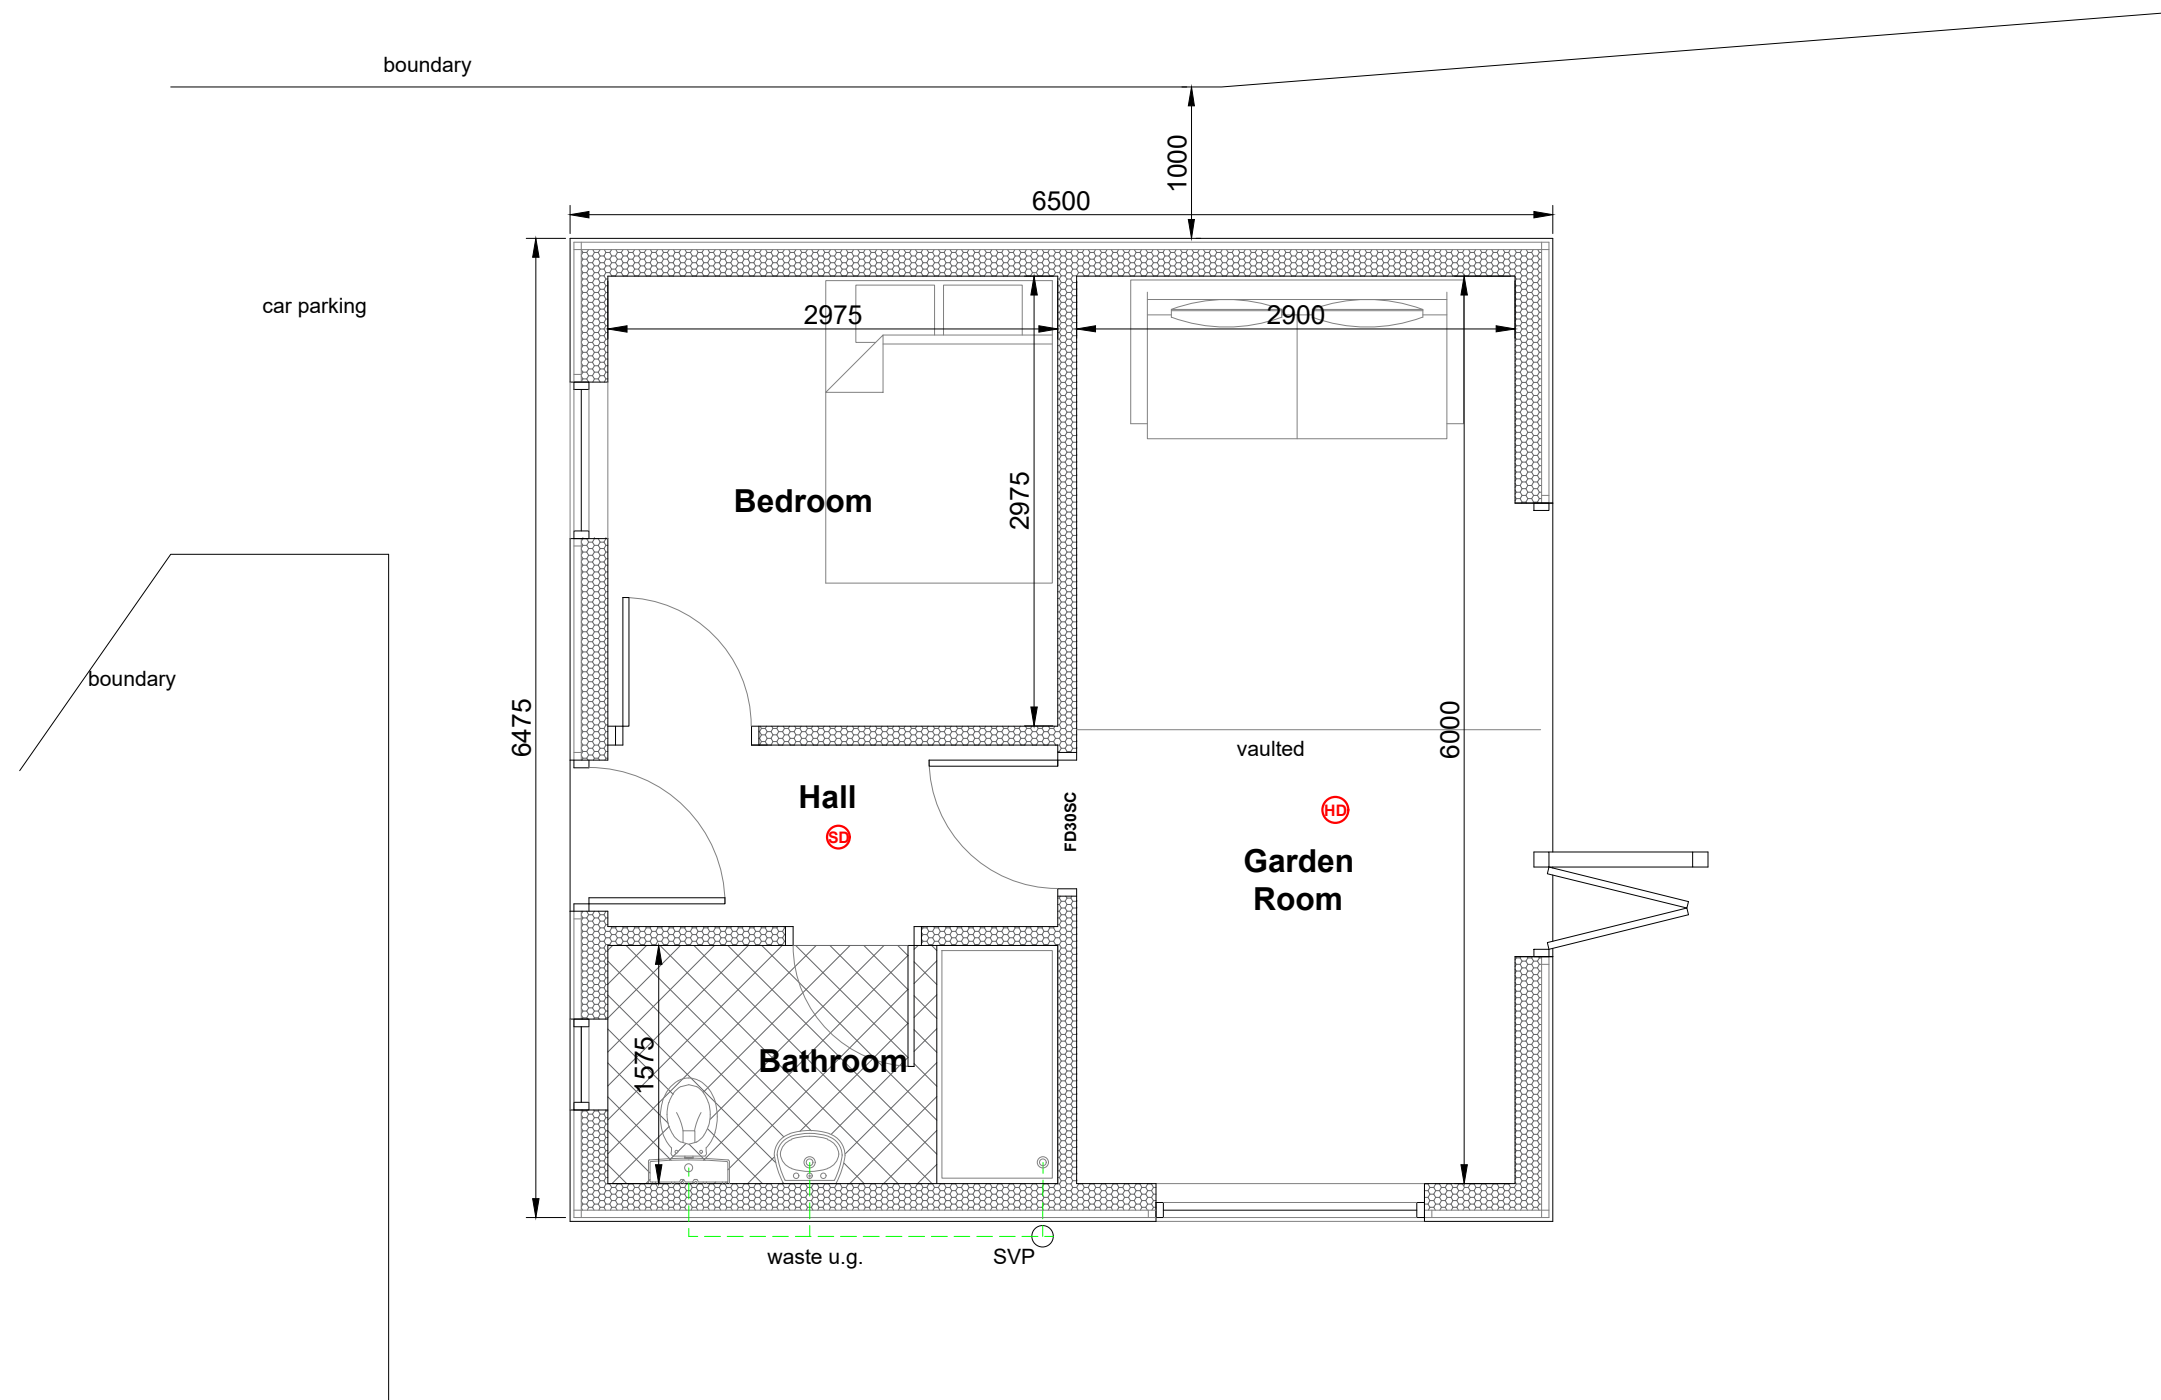 boundary
1000
6500
car parking
2975
2900
Bedroom
2975
boundary
6475
6000
vaulted
Hall
SD
FD30SC
HD
Garden
Room
1575
Bathroom
waste u.g.
SVP